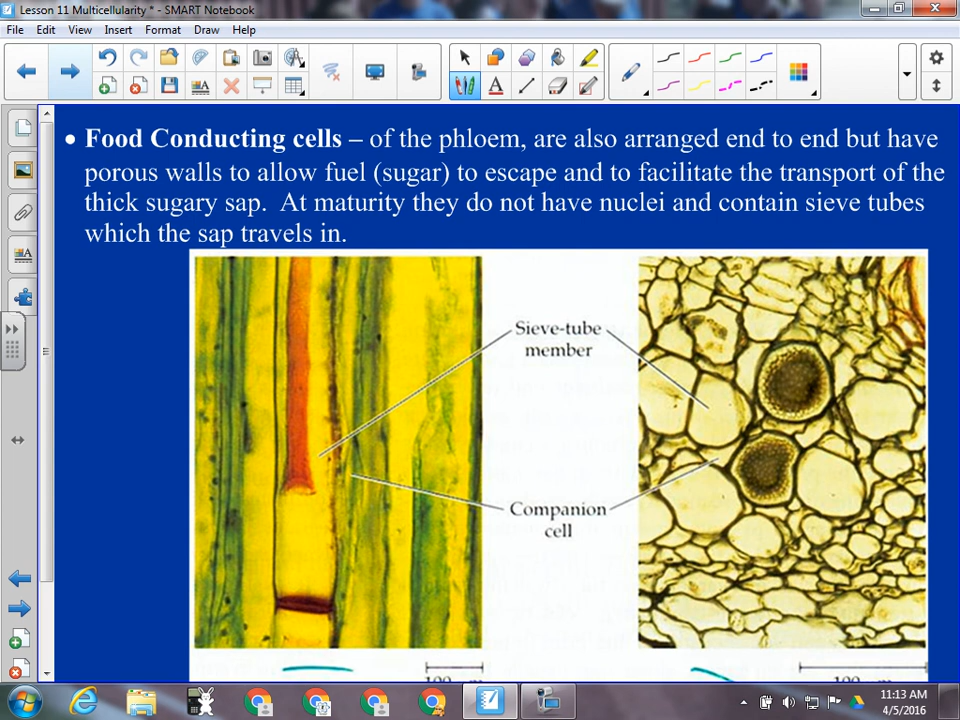 Lesson 11 Multicellularity * - SMART Notebook
File Edit View Insert Format Draw Help
• Food Conducting cells – of the phloem, are also arranged end to end but have
porous walls to allow fuel (sugar) to escape and to facilitate the transport of the
thick sugary sap. At maturity they do not have nuclei and contain sieve tubes
which the sap travels in.
Sieve-tube
member
Companion
cell
11:13 AM
4/5/2016